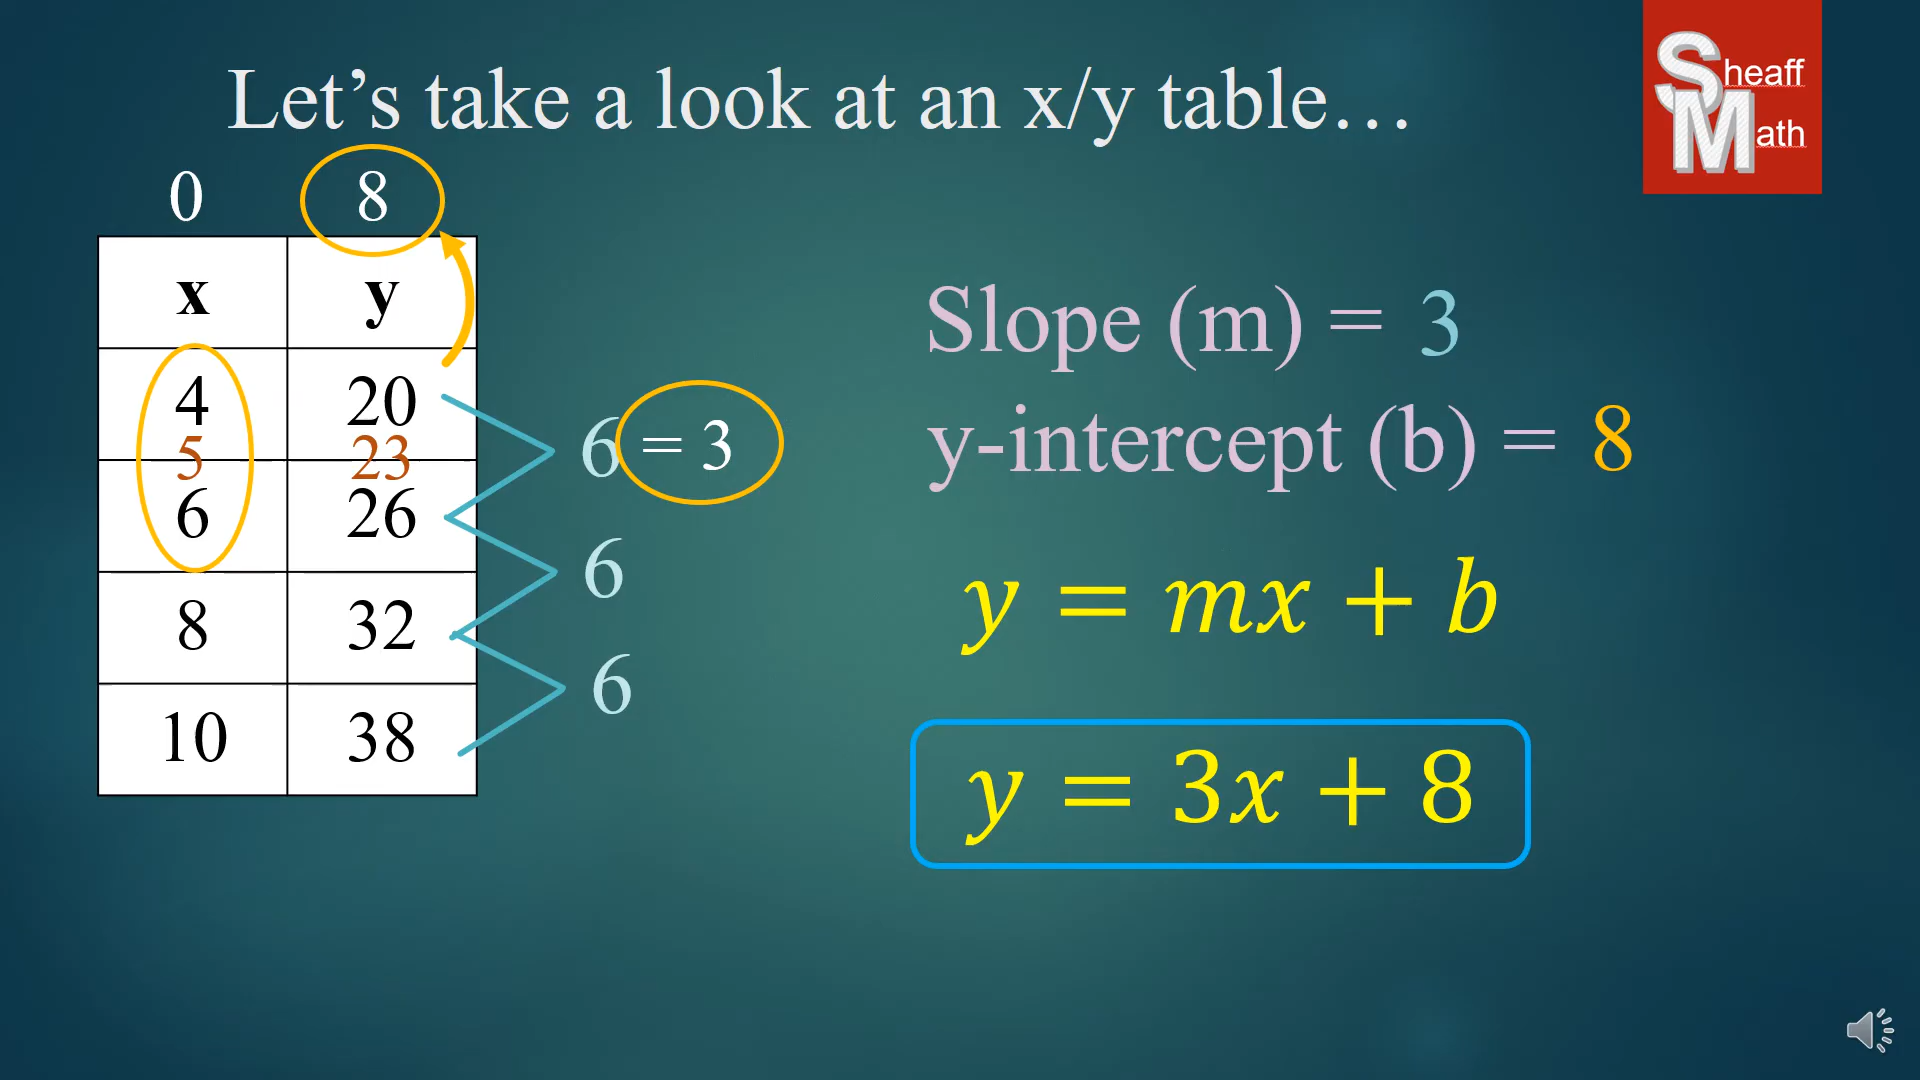 Let’s take a look at an x/y table…
Sheaff
Math
0 8
x y
4 20
5 23
6 26
8 32
10 38
6 = 3
6
6
Slope (m) = 3
y-intercept (b) = 8
y = mx + b
y = 3x + 8